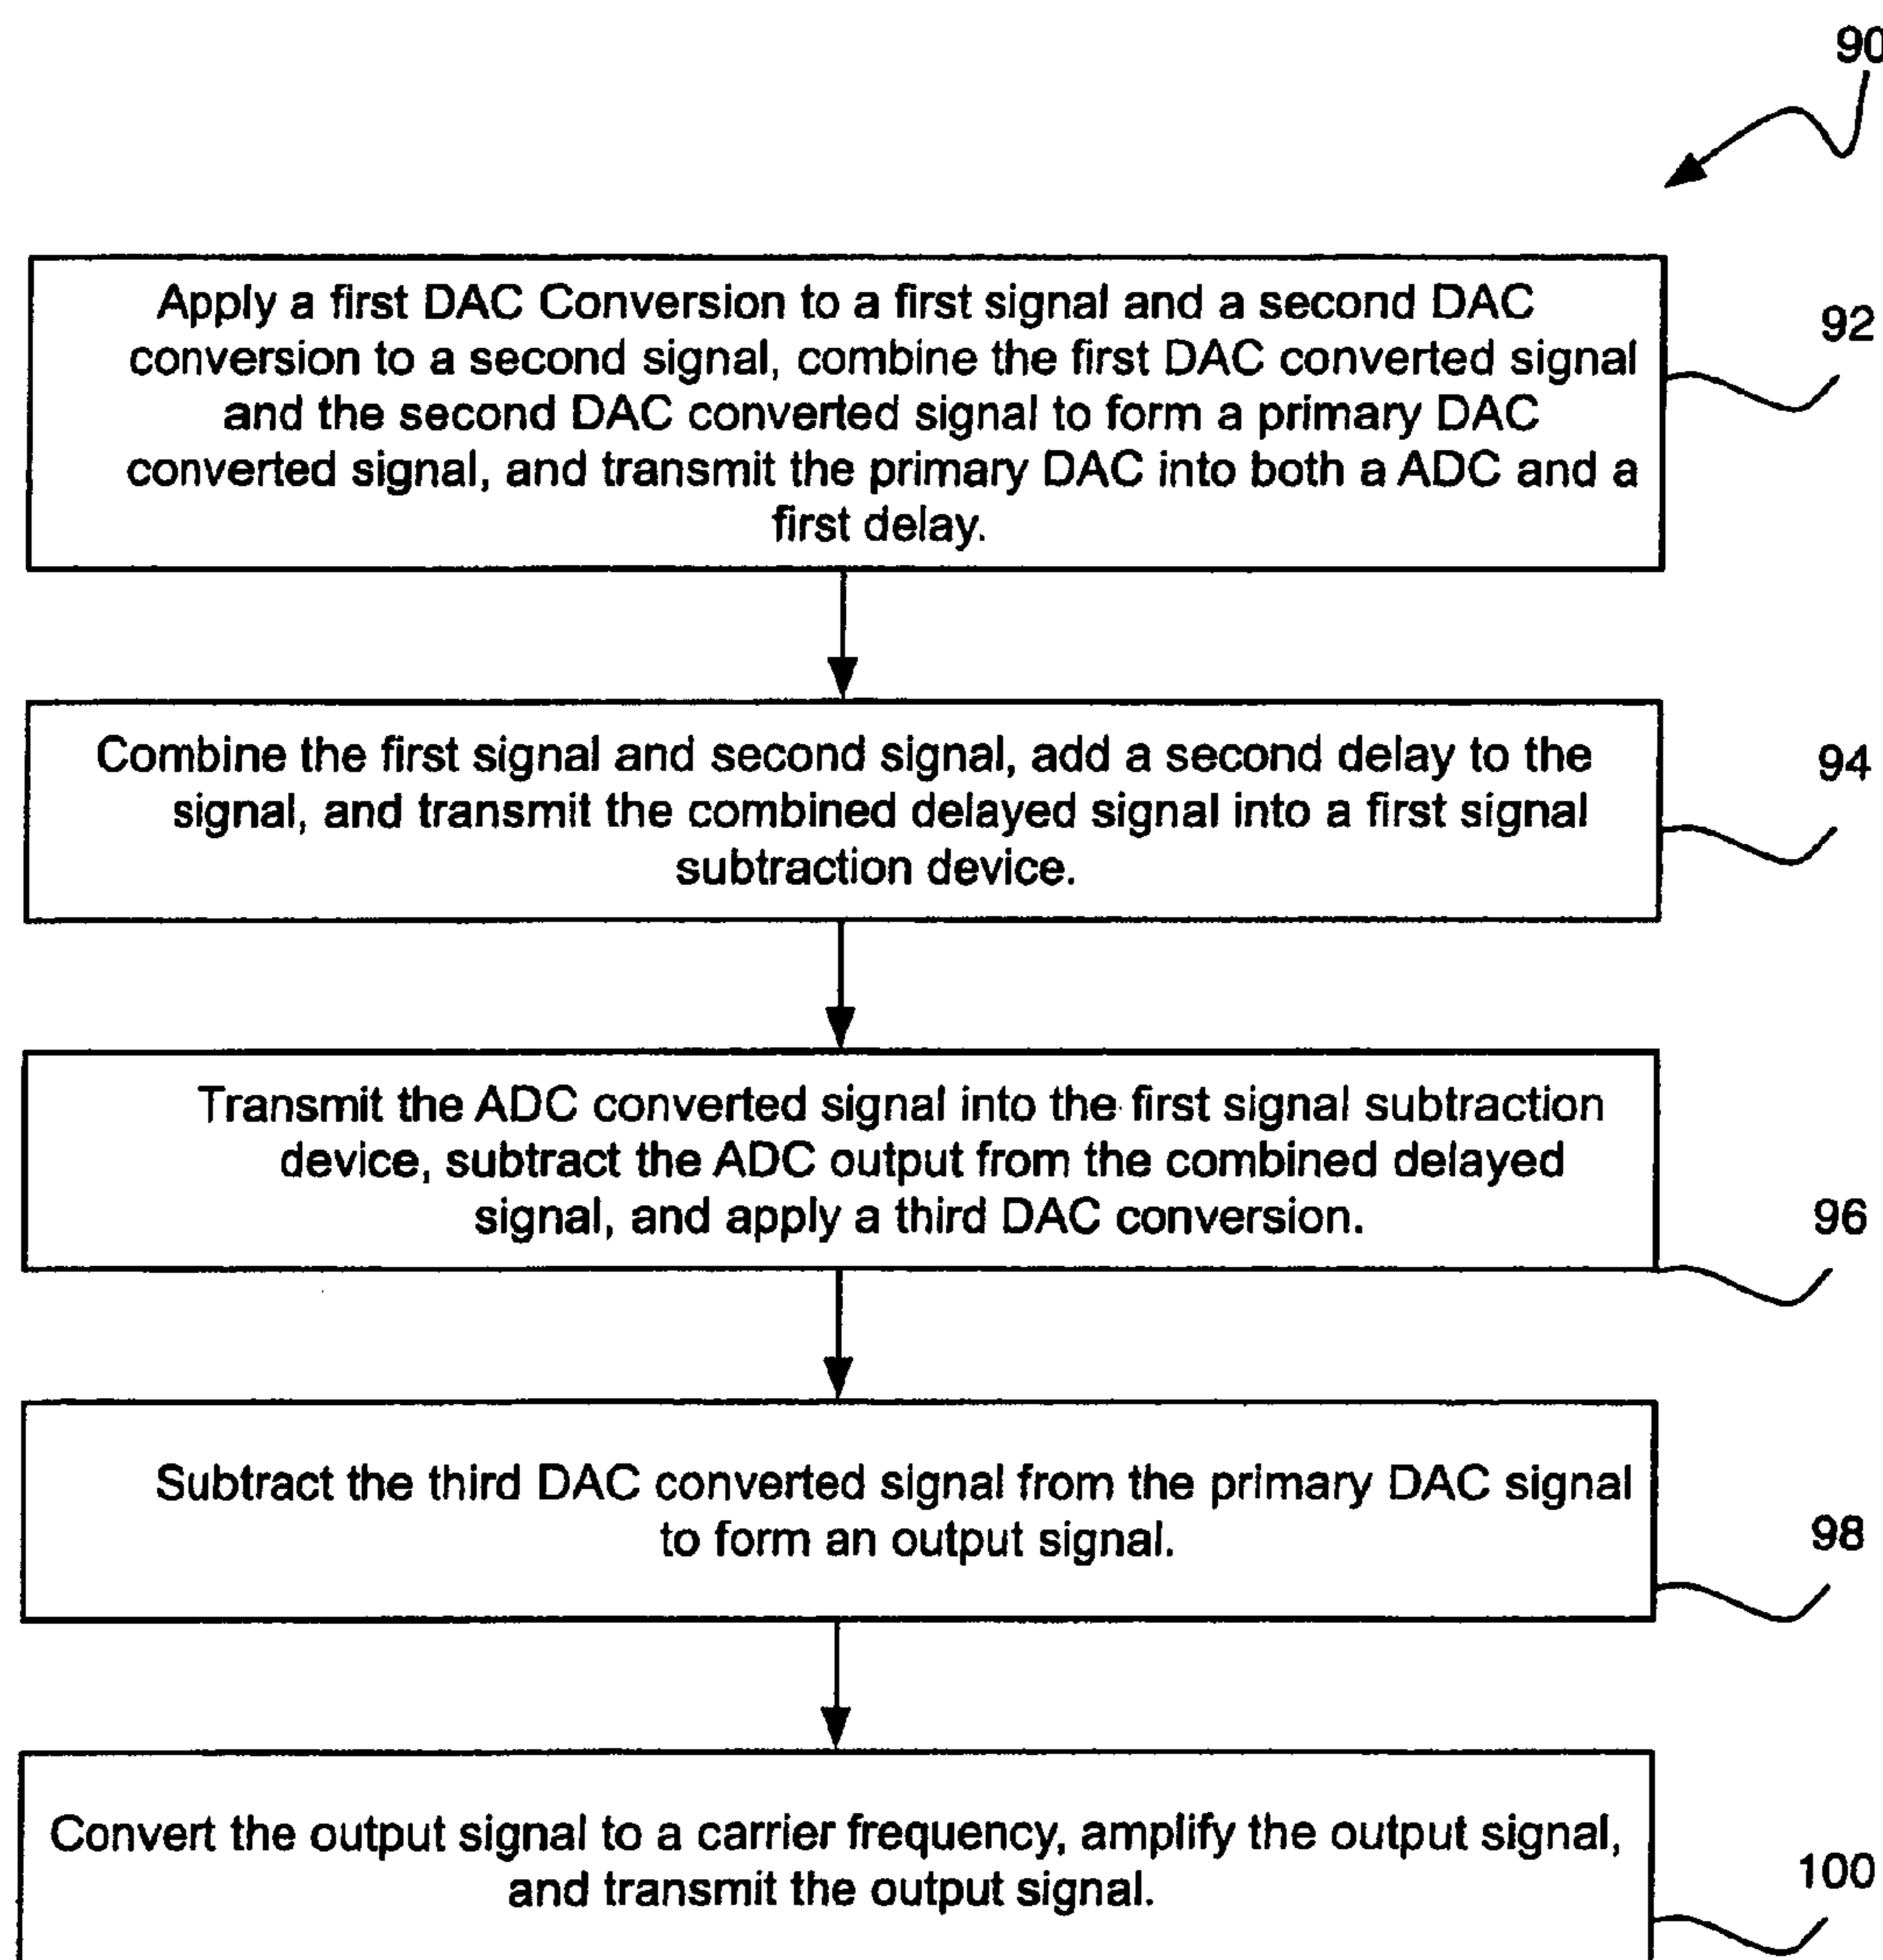 90
Apply a first DAC Conversion to a first signal and a second DAC
conversion to a second signal, combine the first DAC converted signal
and the second DAC converted signal to form a primary DAC
converted signal, and transmit the primary DAC into both a ADC and a
first delay.
92
Combine the first signal and second signal, add a second delay to the
signal, and transmit the combined delayed signal into a first signal
subtraction device.
94
Transmit the ADC converted signal into the first signal subtraction
device, subtract the ADC output from the combined delayed
signal, and apply a third DAC conversion.
96
Subtract the third DAC converted signal from the primary DAC signal
to form an output signal.
98
Convert the output signal to a carrier frequency, amplify the output signal,
and transmit the output signal.
100